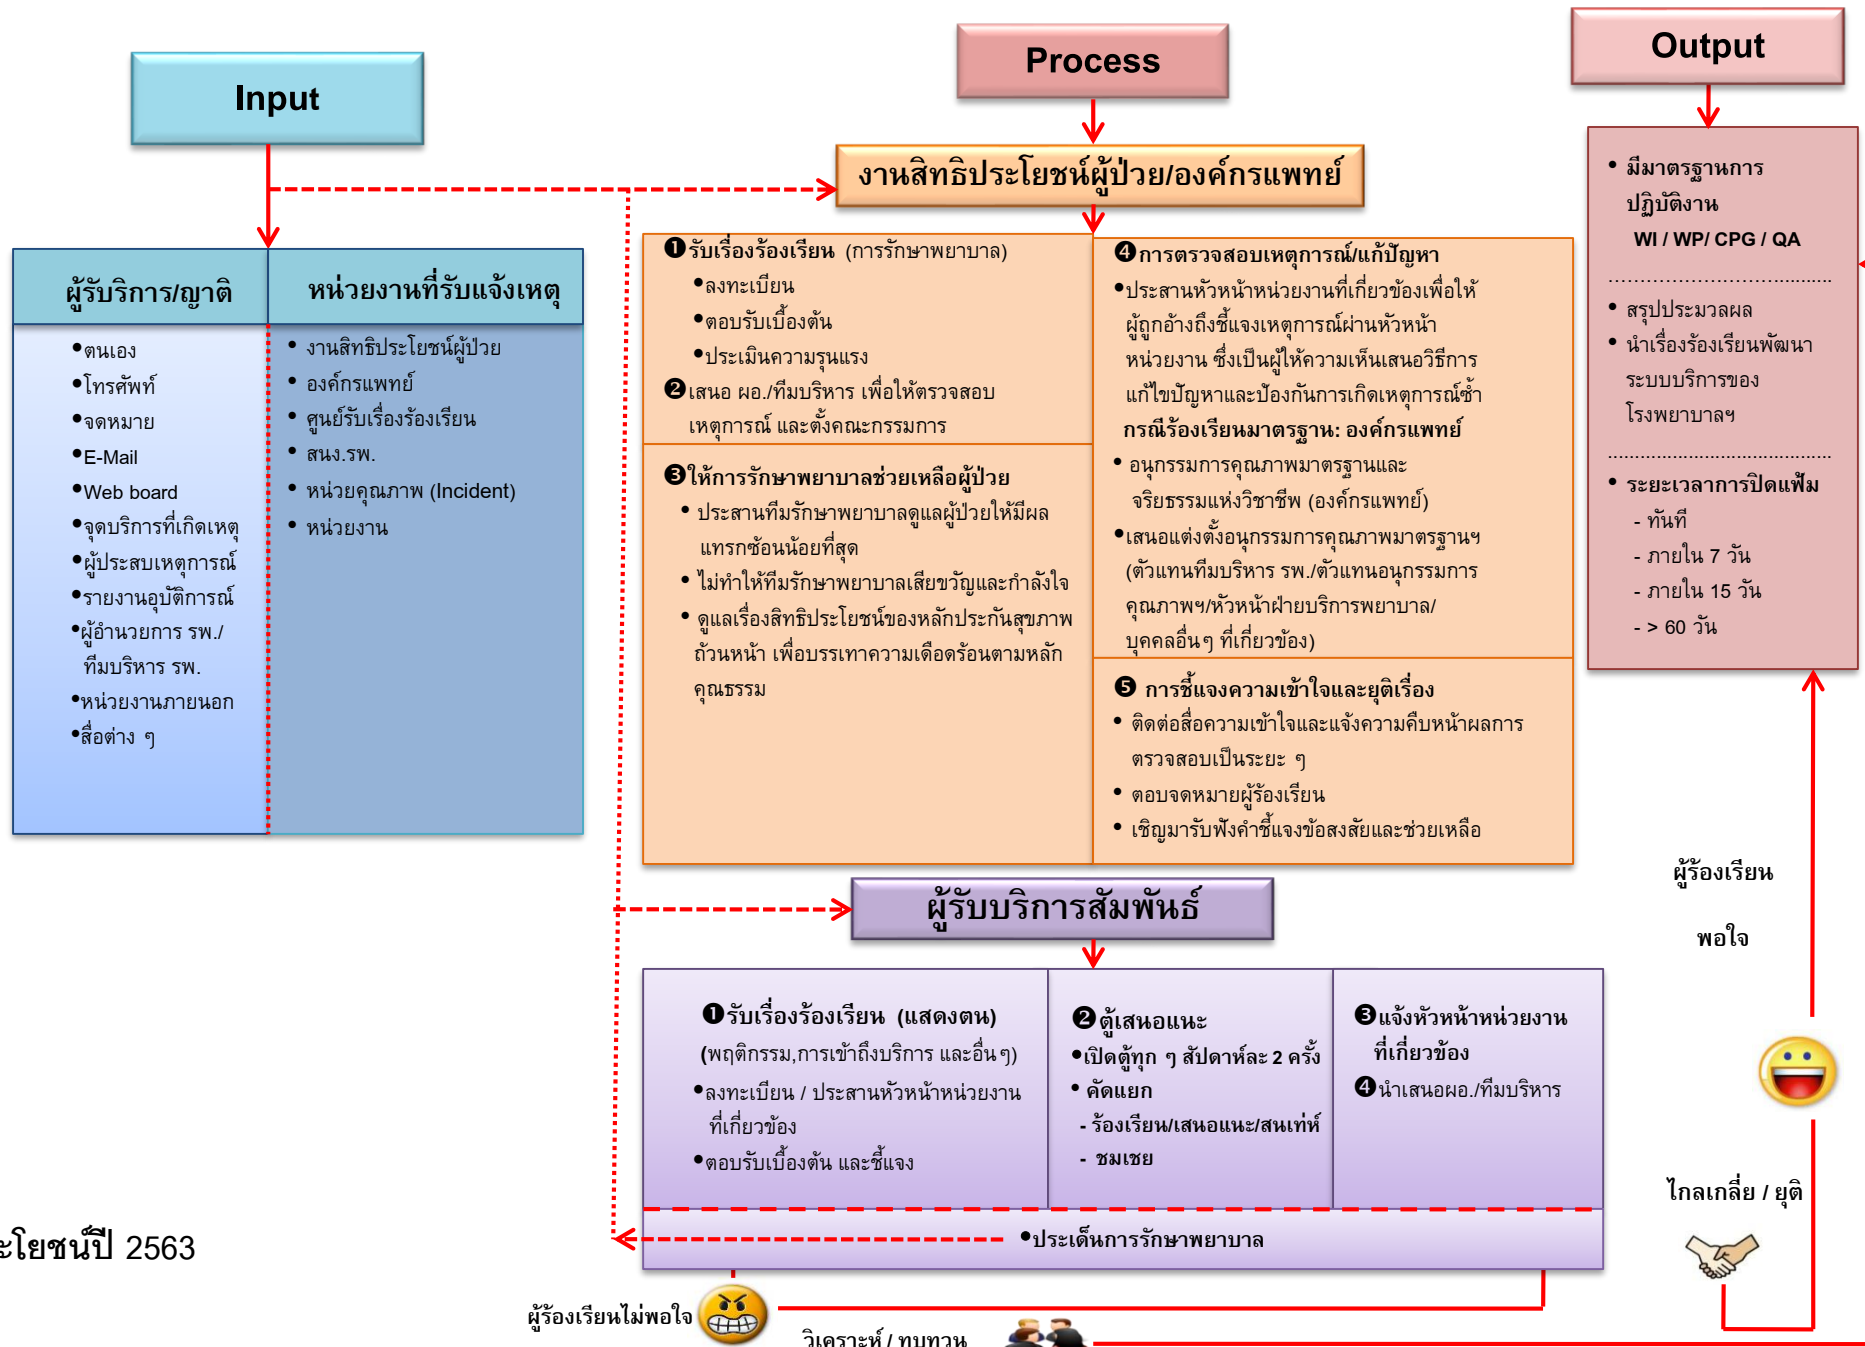 Input
Process
Output
งานสิทธิประโยชน์ผู้ป่วย/องค์กรแพทย์
ผู้รับริการ/ญาติ
●ตนเอง
●โทรศัพท์
●จดหมาย
●E-Mail
●Web board
●จุดบริการที่เกิดเหตุ
●ผู้ประสบเหตุการณ์
●รายงานอุบัติการณ์
●ผู้อำนวยการ รพ./
ทีมบริหาร รพ.
●หน่วยงานภายนอก
●สื่อต่าง ๆ
หน่วยงานที่รับแจ้งเหตุ
• งานสิทธิประโยชน์ผู้ป่วย
• องค์กรแพทย์
• ศูนย์รับเรื่องร้องเรียน
• สนง.รพ.
• หน่วยคุณภาพ (Incident)
• หน่วยงาน
❶รับเรื่องร้องเรียน (การรักษาพยาบาล)
●ลงทะเบียน
●ตอบรับเบื้องต้น
●ประเมินความรุนแรง
❷เสนอ ผอ./ทีมบริหาร เพื่อให้ตรวจสอบ
เหตุการณ์ และตั้งคณะกรรมการ
❸ให้การรักษาพยาบาลช่วยเหลือผู้ป่วย
• ประสานทีมรักษาพยาบาลดูแลผู้ป่วยให้มีผล
แทรกซ้อนน้อยที่สุด
• ไม่ทำให้ทีมรักษาพยาบาลเสียขวัญและกำลังใจ
• ดูแลเรื่องสิทธิประโยชน์ของหลักประกันสุขภาพ
ถ้วนหน้า เพื่อบรรเทาความเดือดร้อนตามหลัก
คุณธรรม
❹การตรวจสอบเหตุการณ์/แก้ปัญหา
●ประสานหัวหน้าหน่วยงานที่เกี่ยวข้องเพื่อให้
ผู้ถูกอ้างถึงชี้แจงเหตุการณ์ผ่านหัวหน้า
หน่วยงาน ซึ่งเป็นผู้ให้ความเห็นเสนอวิธีการ
แก้ไขปัญหาและป้องกันการเกิดเหตุการณ์ซ้ำ
กรณีร้องเรียนมาตรฐาน: องค์กรแพทย์
• อนุกรรมการคุณภาพมาตรฐานและ
จริยธรรมแห่งวิชาชีพ (องค์กรแพทย์)
●เสนอแต่งตั้งอนุกรรมการคุณภาพมาตรฐานฯ
(ตัวแทนทีมบริหาร รพ./ตัวแทนอนุกรรมการ
คุณภาพฯ/หัวหน้าฝ่ายบริการพยาบาล/
บุคคลอื่นๆ ที่เกี่ยวข้อง)
❺ การชี้แจงความเข้าใจและยุติเรื่อง
• ติดต่อสื่อความเข้าใจและแจ้งความคืบหน้าผลการ
ตรวจสอบเป็นระยะ ๆ
• ตอบจดหมายผู้ร้องเรียน
• เชิญมารับฟังคำชี้แจงข้อสงสัยและช่วยเหลือ
• มีมาตรฐานการ
ปฏิบัติงาน
WI / WP/ CPG / QA
....................................
• สรุปประมวลผล
• นำเรื่องร้องเรียนพัฒนา
ระบบบริการของ
โรงพยาบาลฯ
.........................................
• ระยะเวลาการปิดแฟ้ม
- ทันที
- ภายใน 7 วัน
- ภายใน 15 วัน
- > 60 วัน
ผู้รับบริการสัมพันธ์
❶รับเรื่องร้องเรียน (แสดงตน)
(พฤติกรรม,การเข้าถึงบริการ และอื่นๆ)
●ลงทะเบียน / ประสานหัวหน้าหน่วยงาน
ที่เกี่ยวข้อง
●ตอบรับเบื้องต้น และชี้แจง
❷ตู้เสนอแนะ
●เปิดตู้ทุก ๆ สัปดาห์ละ 2 ครั้ง
• คัดแยก
- ร้องเรียน/เสนอแนะ/สนเท่ห์
- ชมเชย
❸แจ้งหัวหน้าหน่วยงาน
ที่เกี่ยวข้อง
❹นำเสนอผอ./ทีมบริหาร
●ประเด็นการรักษาพยาบาล
ผู้ร้องเรียน
พอใจ
ไกลเกลี่ย / ยุติ
ะโยชน์ปี 2563
ผู้ร้องเรียนไม่พอใจ
วิเคราะห์ / ทบทวน